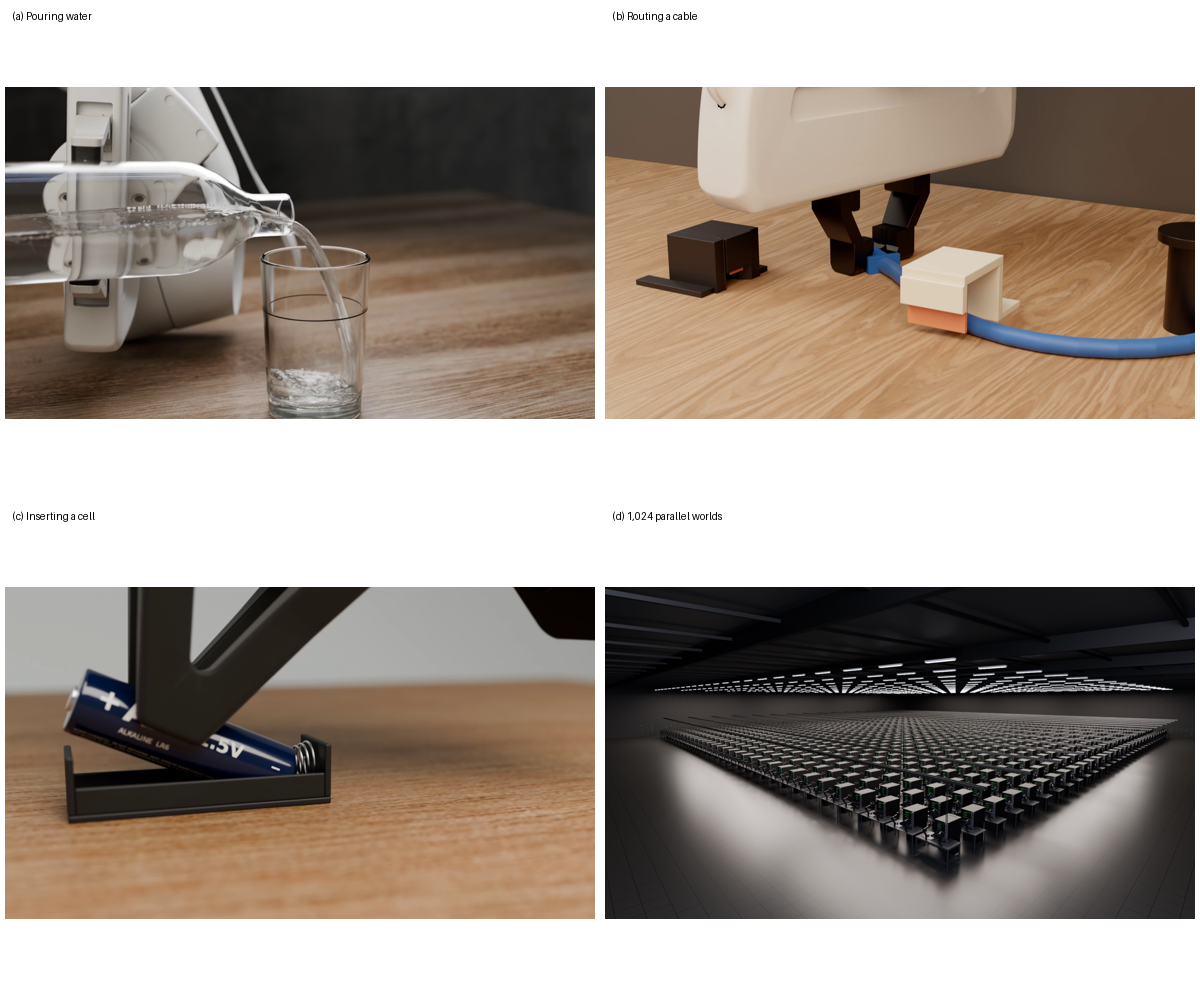 (a) Pouring water
(b) Routing a cable
(c) Inserting a cell
(d) 1,024 parallel worlds
ALKALINE LR6